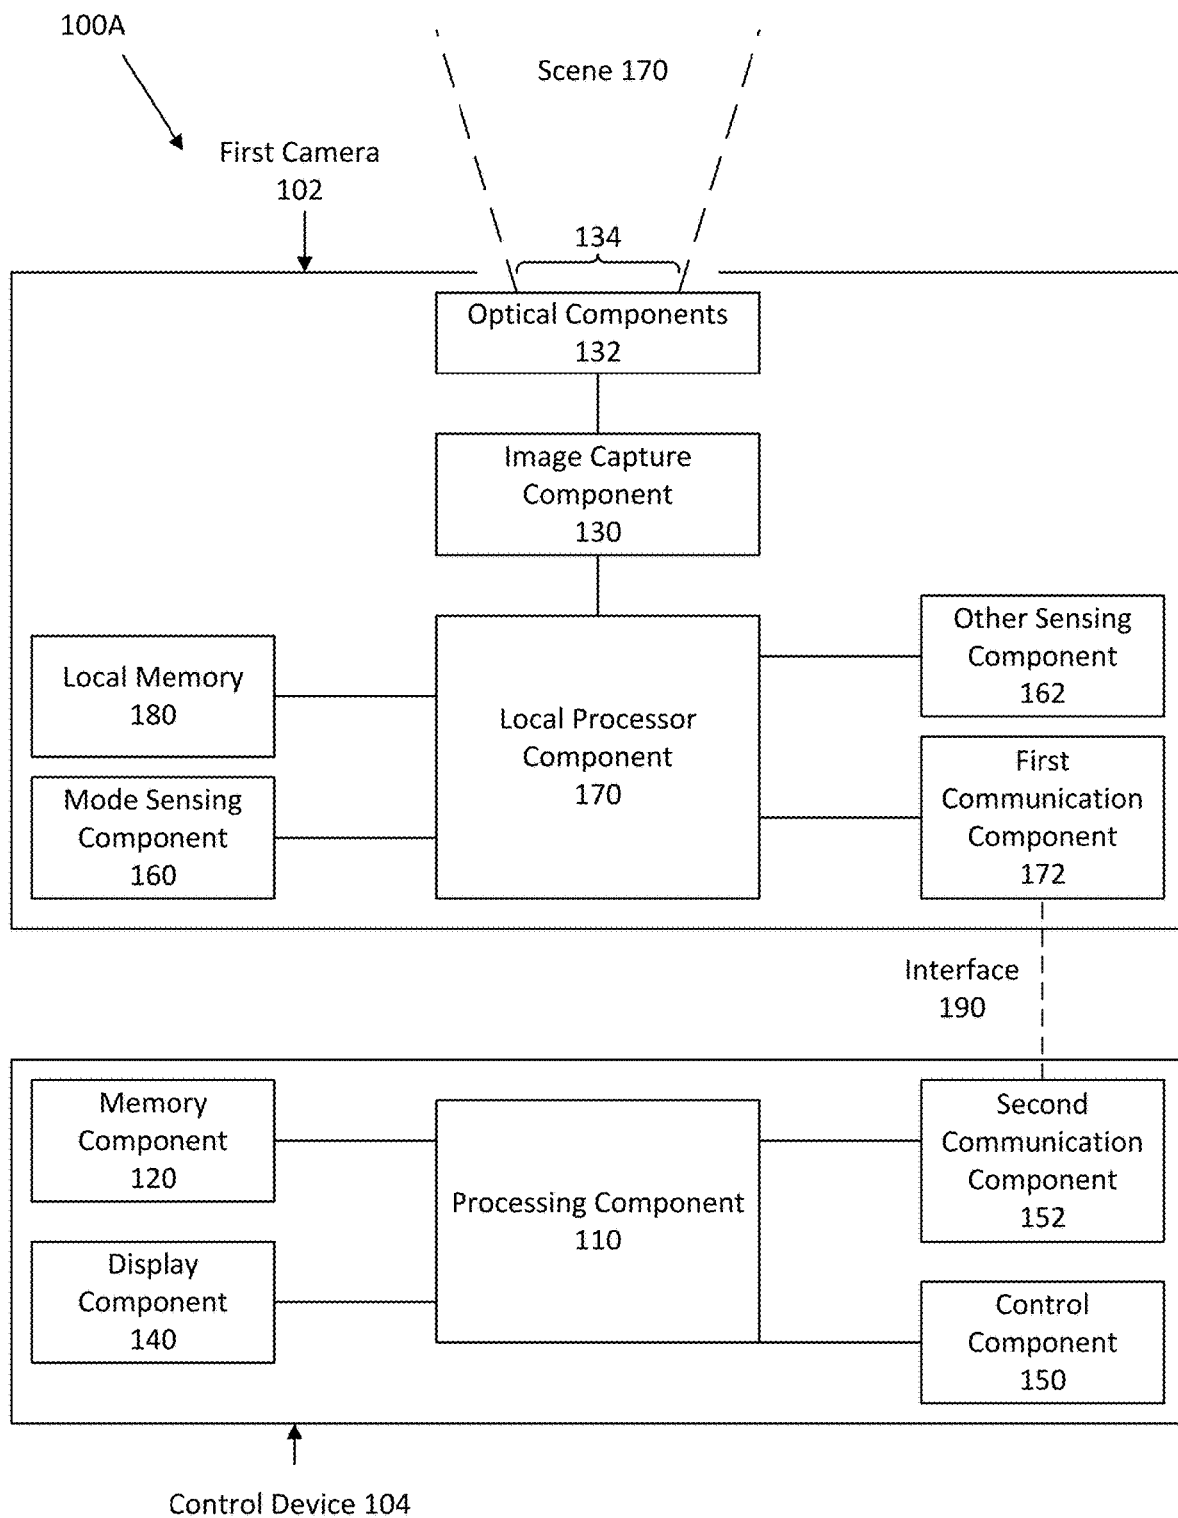 100A
Scene 170
First Camera
102
134
Optical Components
132
Image Capture
Component
130
Other Sensing
Component
162
Local Memory
180
Local Processor
Component
170
First
Communication
Component
172
Mode Sensing
Component
160
Interface
190
Memory
Component
120
Processing Component
110
Second
Communication
Component
152
Display
Component
140
Control
Component
150
Control Device 104